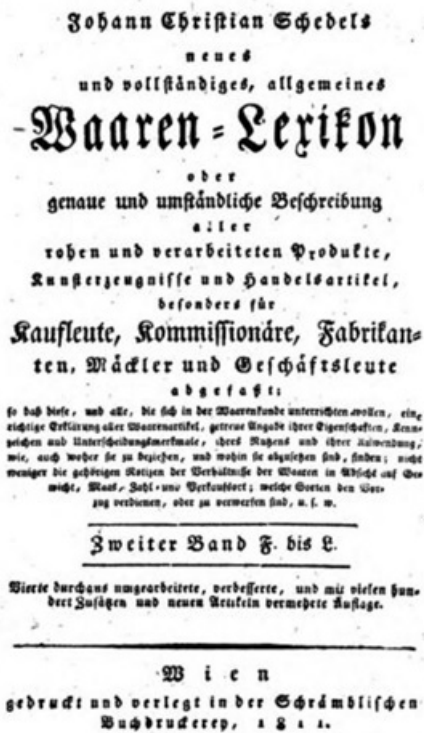 Johann Christian Schedels
neues
und vollständiges, allgemeines
Waaren-Lexikon
oder
genaue und umständliche Beschreibung
aller
rohen und verarbeiteten Produkte,
Kunsterzeugnisse und Handelsartikel,
besonders für
Kaufleute, Kommissionäre, Fabrikan-
ten, Mäckler und Geschäftsleute
abgefaßt:
so daß diese, und alle, die sich in der Waarenkunde unterrichten wollen, eine
richtige Erklärung aller Waarenartikel, getreue Angabe ihrer Eigenschaften, Kenn-
zeichen und Unterscheidungsmerkmale, ihres Nutzens und ihrer Anwendung,
wie, auch woher sie zu beziehen, und wohin sie abzusetzen sind, finden; nicht
weniger die gehörigen Notizen der Verhältnisse der Waaren in Absicht auf Ge-
wicht, Maas, Zahl und Verkaufsort; welche Sorten den Vor-
zug verdienen, oder zu verwerfen sind, u. s. w.
Zweiter Band F. bis L.
Vierte durchaus umgearbeitete, verbesserte, und mit vielen hun-
dert Zusätzen und neuen Artikeln vermehrte Auflage.
Wien
gedruckt und verlegt in der Schrämblischen
Buchdruckerey, 1811.